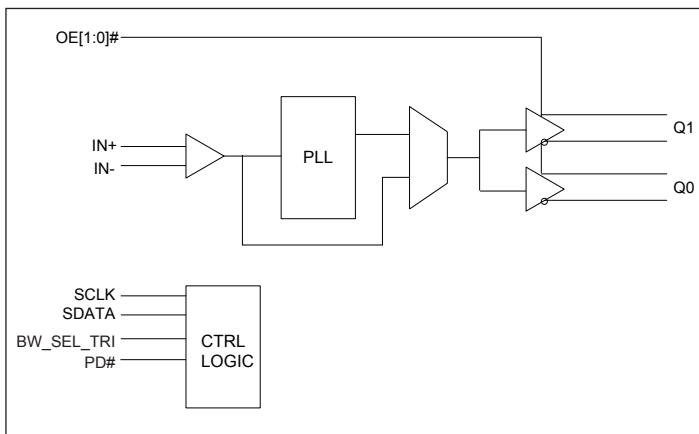 OE[1:0]#
Q1
IN+
PLL
IN-
Q0
SCLK
SDATA
BW_SEL_TRI
CTRL
LOGIC
PD#